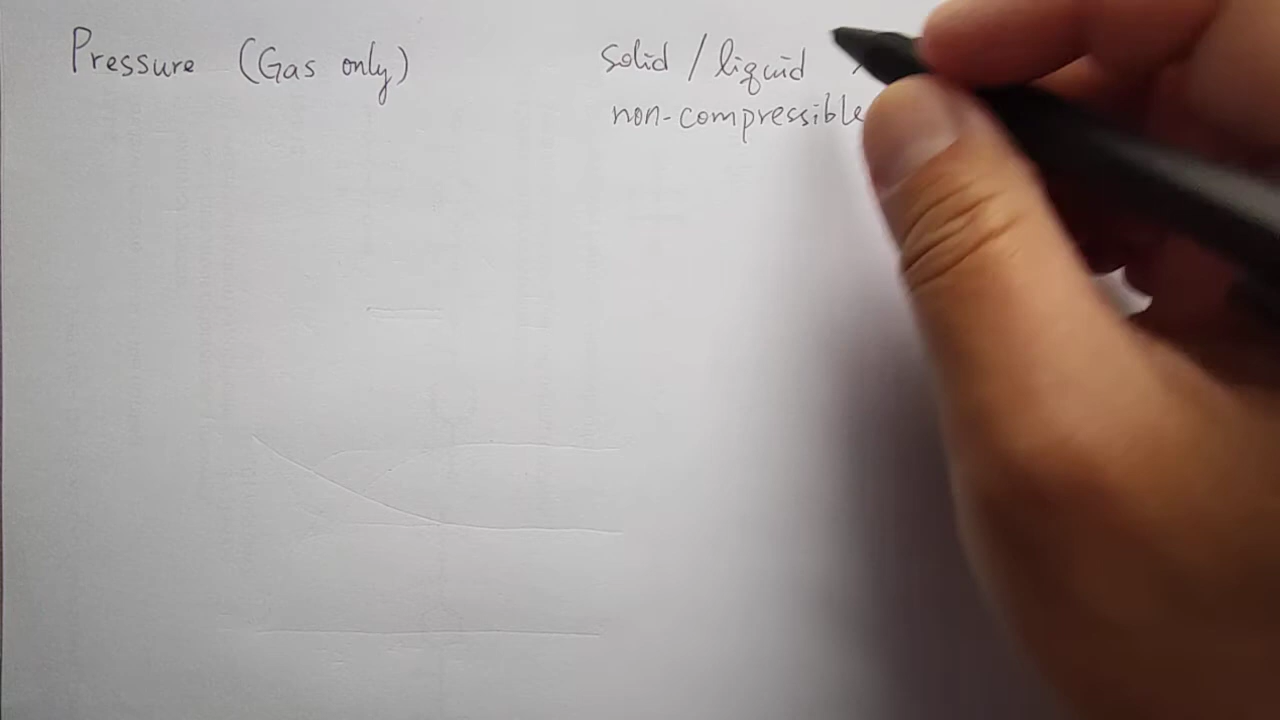 Pressure (Gas only)
solid / liquid
non-compressible